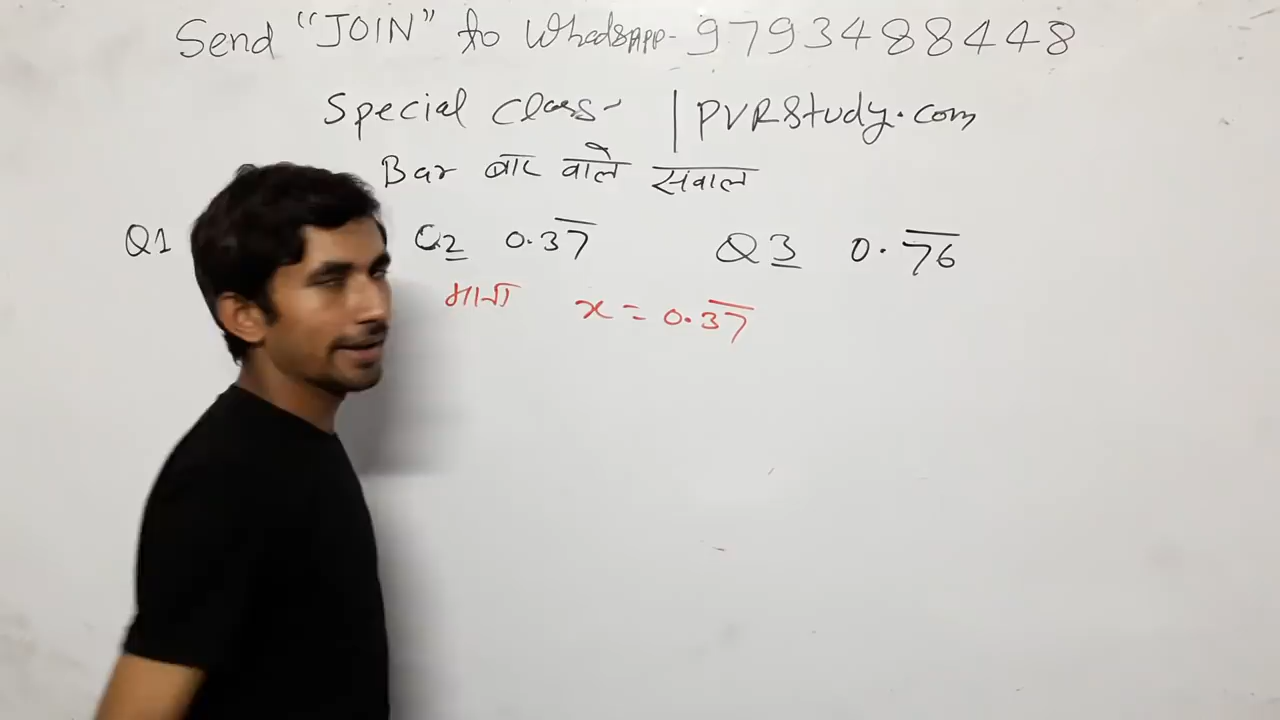 Send "JOIN" to WhatsApp- 9793488448
Special Class- | PVRStudy.com
Bar बार वाले सवाल
Q1 Q2 0.3̅7̅ Q3 0.7̅6̅
माना x = 0.3̅7̅